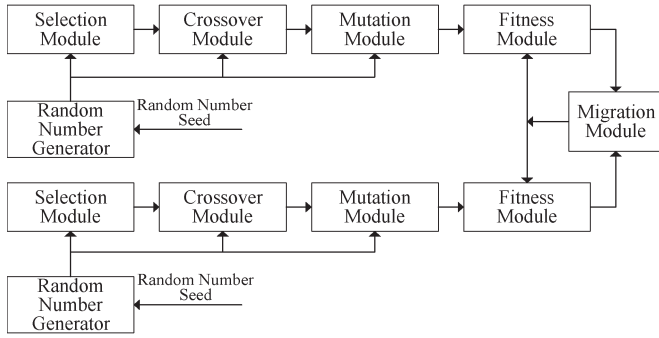 Selection
Module
Crossover
Module
Mutation
Module
Fitness
Module
Random
Number
Generator
Random Number
Seed
Migration
Module
Selection
Module
Crossover
Module
Mutation
Module
Fitness
Module
Random
Number
Generator
Random Number
Seed